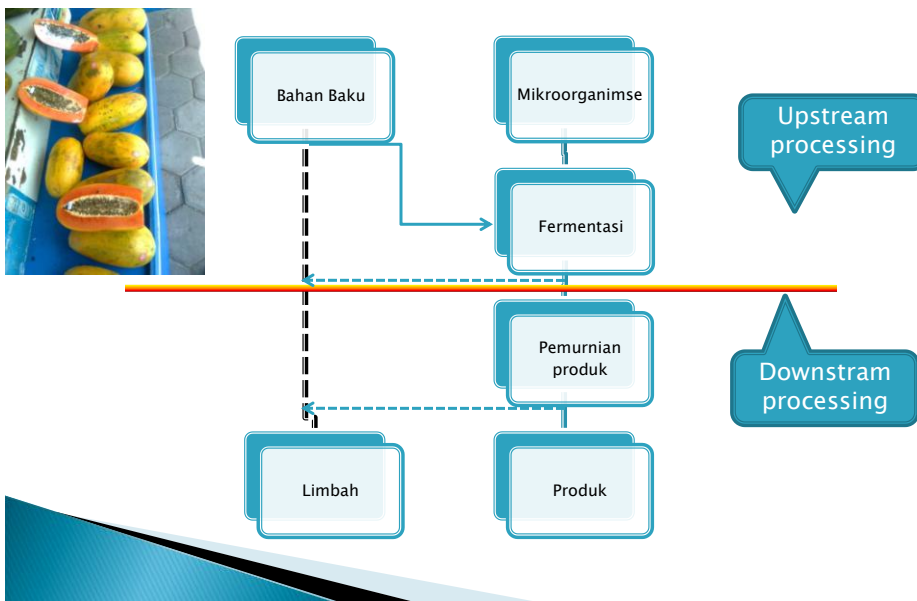 Bahan Baku
Mikroorganimse
Upstream
processing
Fermentasi
Pemurnian
produk
Downstram
processing
Limbah
Produk